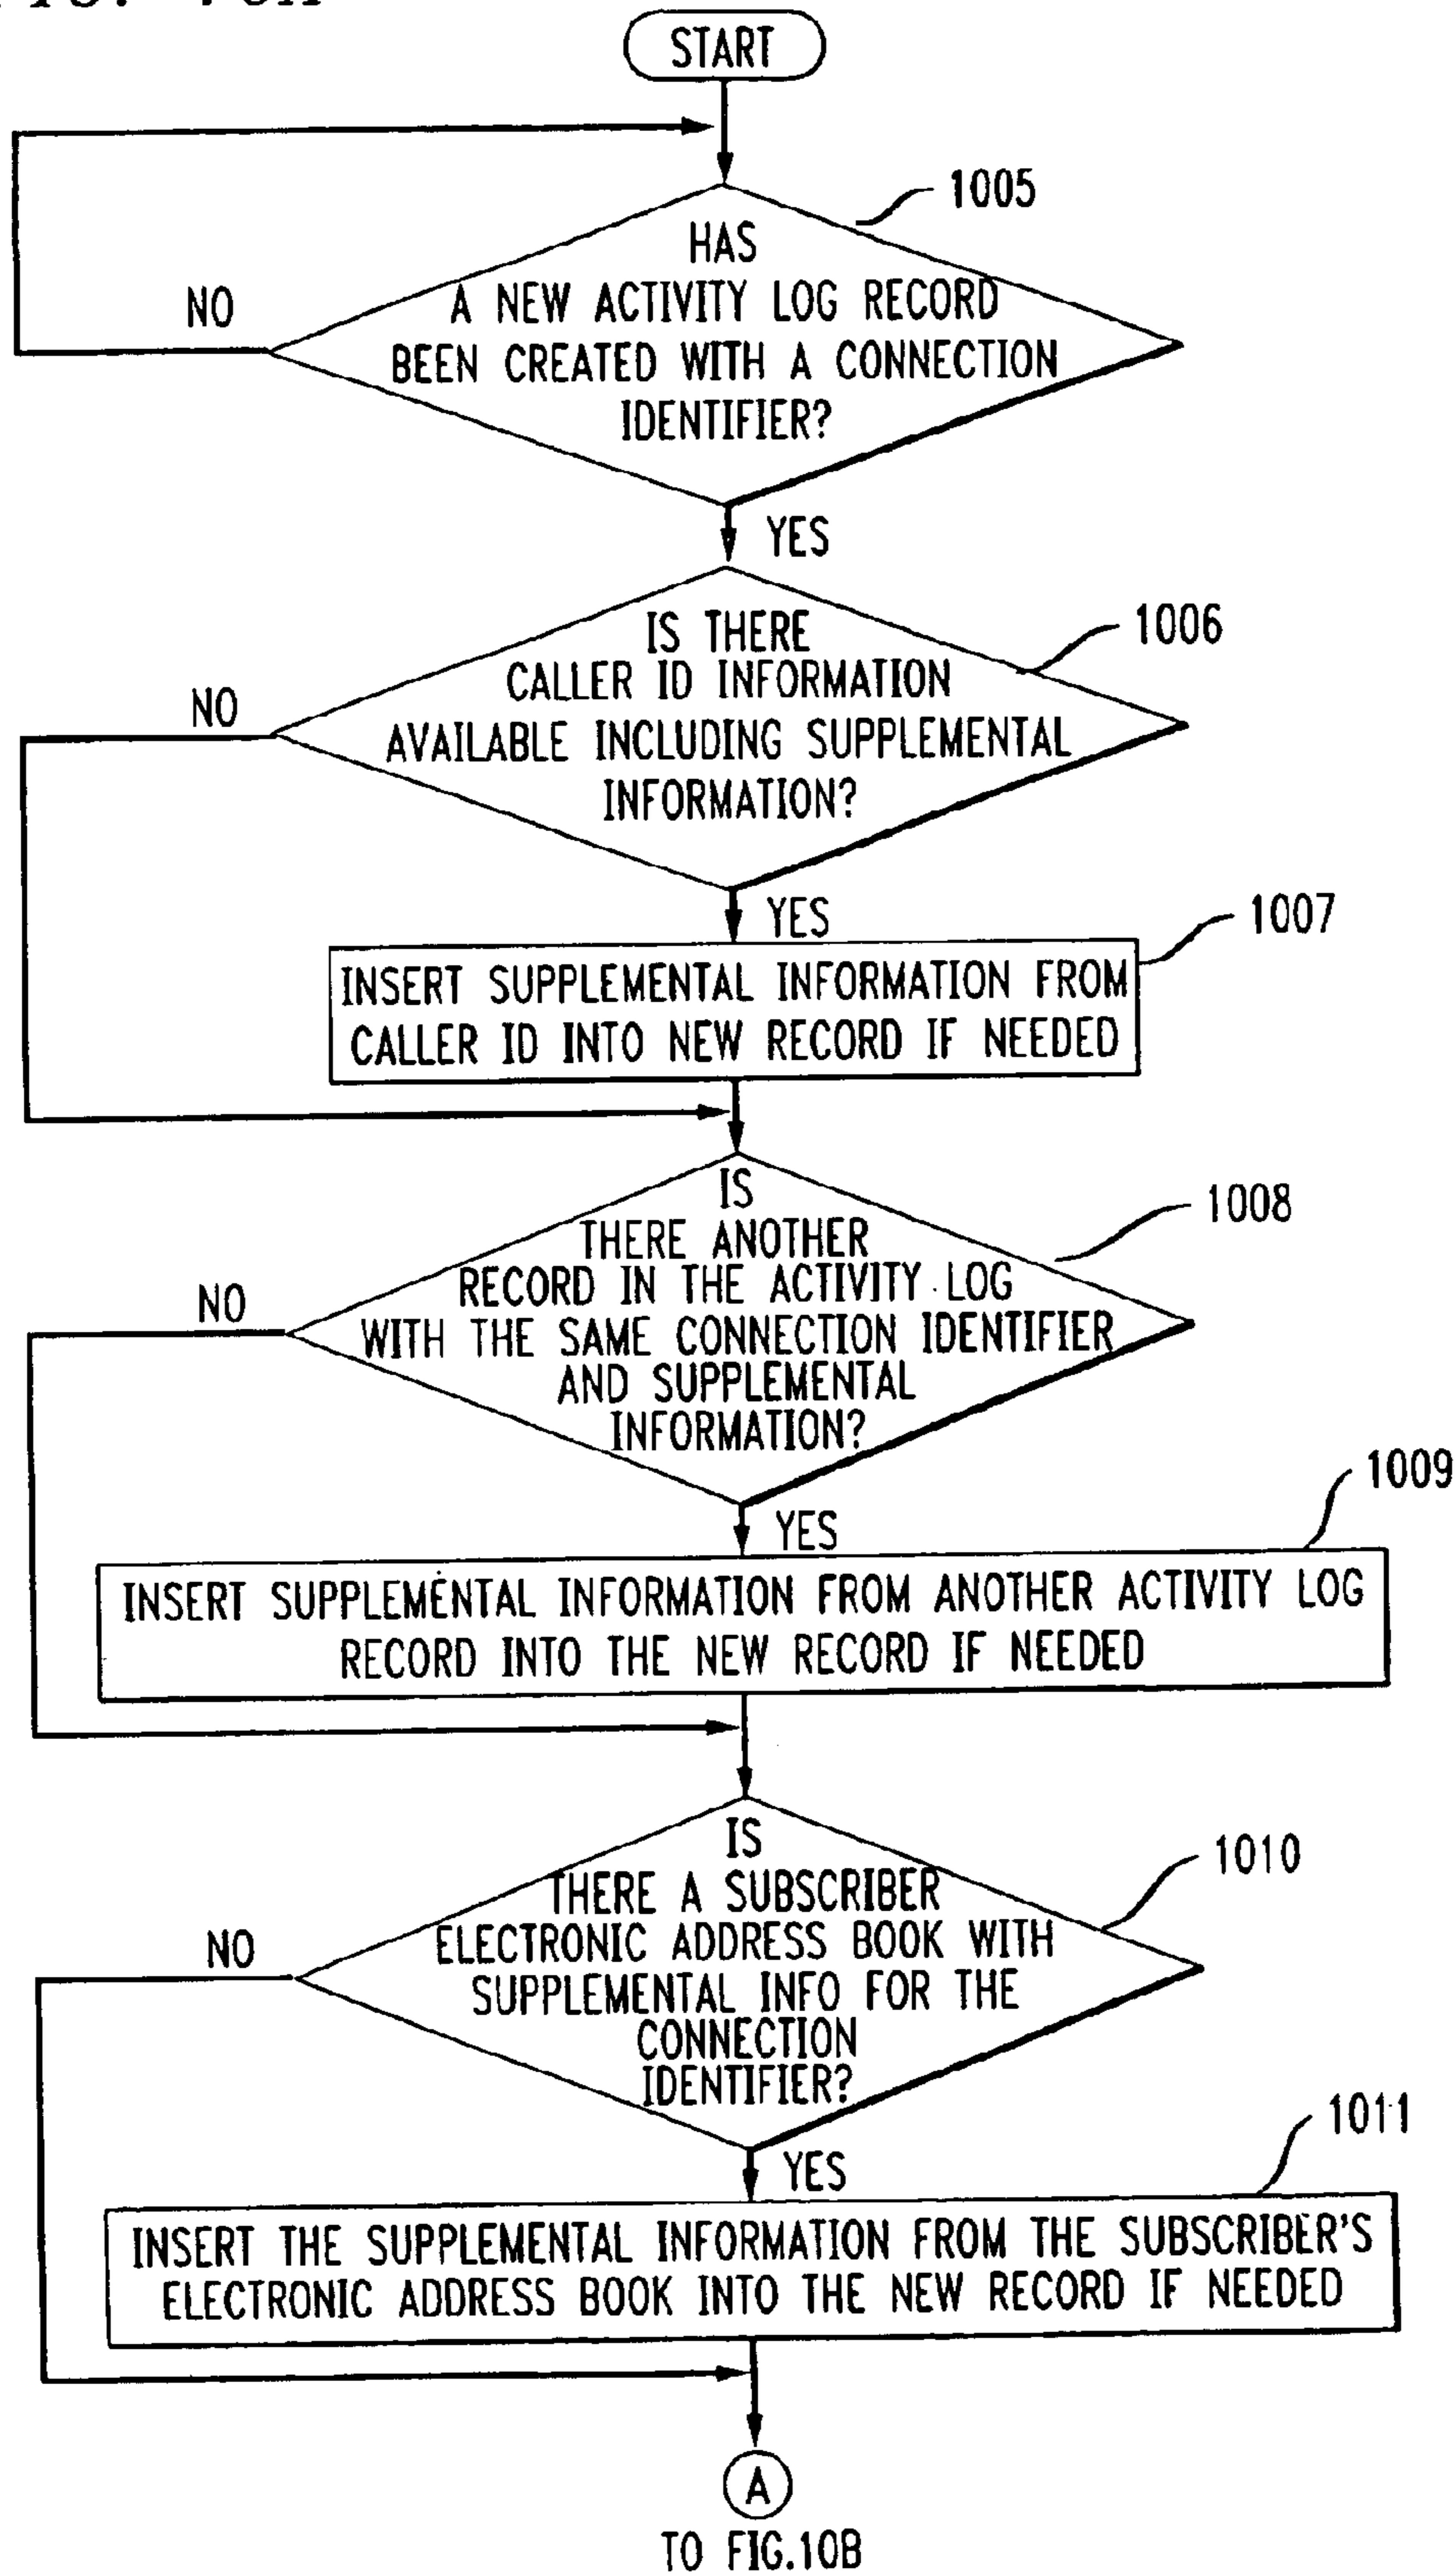 START
1005
HAS
A NEW ACTIVITY LOG RECORD
BEEN CREATED WITH A CONNECTION
IDENTIFIER?
NO
YES
1006
IS THERE
CALLER ID INFORMATION
AVAILABLE INCLUDING SUPPLEMENTAL
INFORMATION?
NO
YES
1007
INSERT SUPPLEMENTAL INFORMATION FROM
CALLER ID INTO NEW RECORD IF NEEDED
1008
IS
THERE ANOTHER
RECORD IN THE ACTIVITY LOG
WITH THE SAME CONNECTION IDENTIFIER
AND SUPPLEMENTAL
INFORMATION?
NO
YES
1009
INSERT SUPPLEMENTAL INFORMATION FROM ANOTHER ACTIVITY LOG
RECORD INTO THE NEW RECORD IF NEEDED
1010
IS
THERE A SUBSCRIBER
ELECTRONIC ADDRESS BOOK WITH
SUPPLEMENTAL INFO FOR THE
CONNECTION
IDENTIFIER?
NO
YES
1011
INSERT THE SUPPLEMENTAL INFORMATION FROM THE SUBSCRIBER'S
ELECTRONIC ADDRESS BOOK INTO THE NEW RECORD IF NEEDED
A
TO FIG.10B